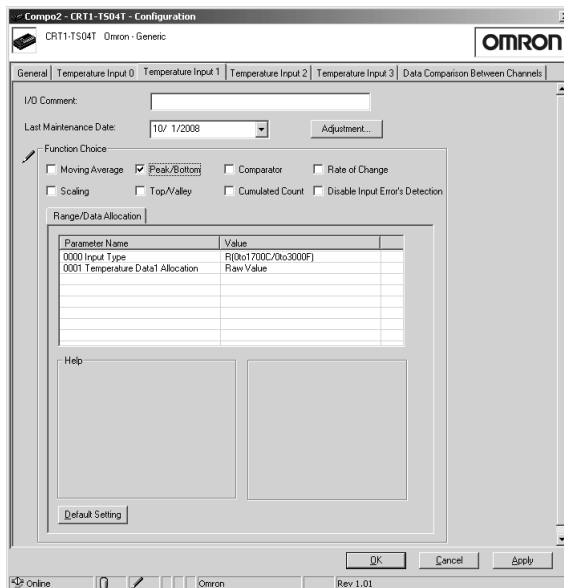 Compo2 - CRT1-TS04T - Configuration
CRT1-TS04T Omron - Generic
OMRON
General Temperature Input 0 Temperature Input 1 Temperature Input 2 Temperature Input 3 Data Comparison Between Channels
I/O Comment:
Last Maintenance Date: 10/ 1/2008 Adjustment...
Function Choice
Moving Average Peak/Bottom Comparator Rate of Change
Scaling Top/Valley Cumulated Count Disable Input Error's Detection
Range/Data Allocation
Parameter Name Value
0000 Input Type R(0to1700C/0to3000F)
0001 Temperature Data1 Allocation Raw Value
Help
Default Setting
OK Cancel Apply
Online Omron Rev 1.01